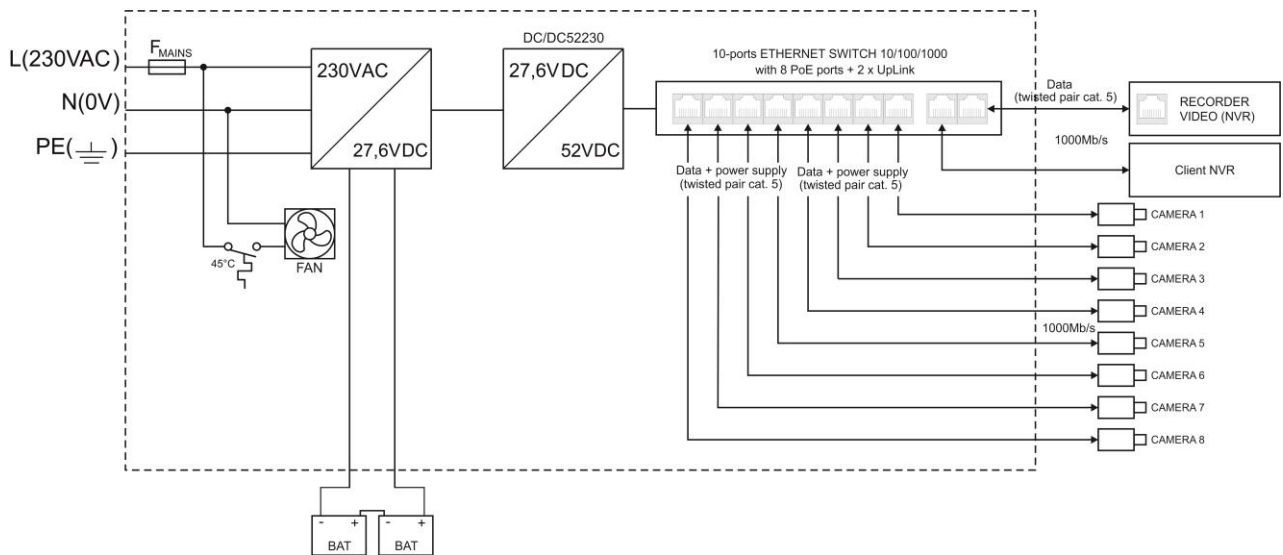 L(230VAC)
F MAINS
N(0V)
PE( )
230VAC
27,6VDC
DC/DC52230
27,6VDC
52VDC
10-ports ETHERNET SWITCH 10/100/1000
with 8 PoE ports + 2 x UpLink
Data
(twisted pair cat. 5)
RECORDER
VIDEO (NVR)
1000Mb/s
Client NVR
Data + power supply
(twisted pair cat. 5)
Data + power supply
(twisted pair cat. 5)
45°C
FAN
CAMERA 1
CAMERA 2
CAMERA 3
CAMERA 4
1000Mb/s
CAMERA 5
CAMERA 6
CAMERA 7
CAMERA 8
- +
BAT
- +
BAT